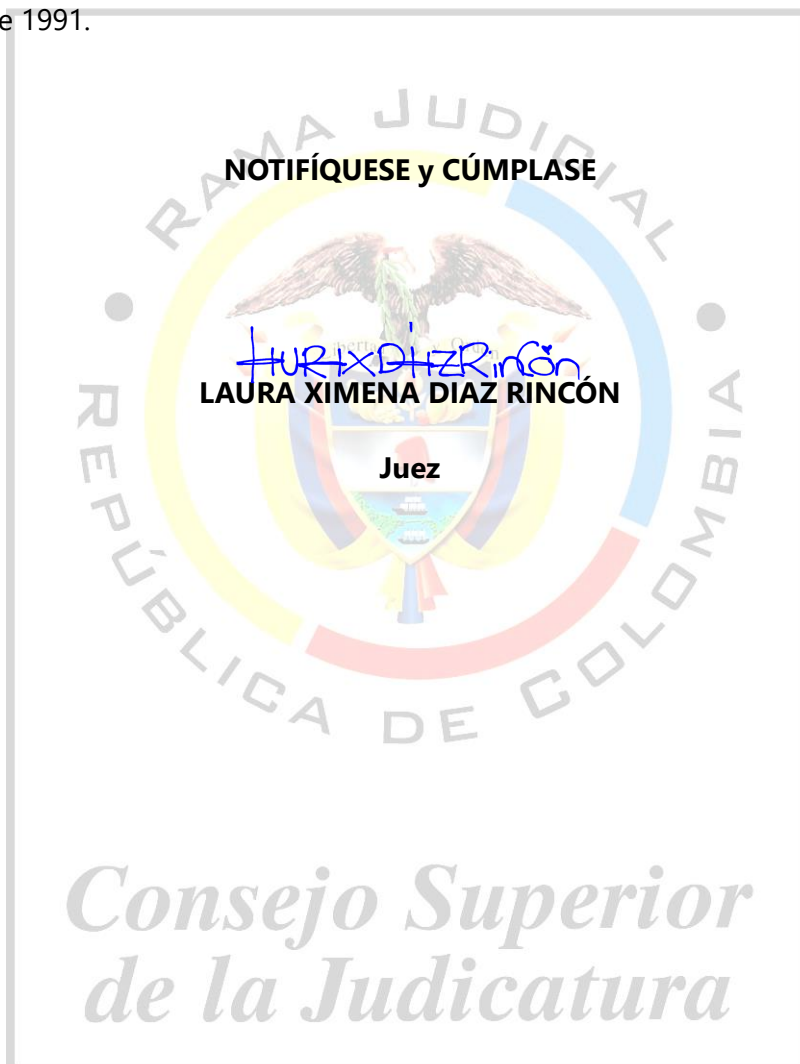 e 1991.
RAMA JUDICIAL
NOTIFÍQUESE y CÚMPLASE
LAURA XIMENA DIAZ RINCÓN
Juez
REPÚBLICA DE COLOMBIA
Consejo Superior
de la Judicatura